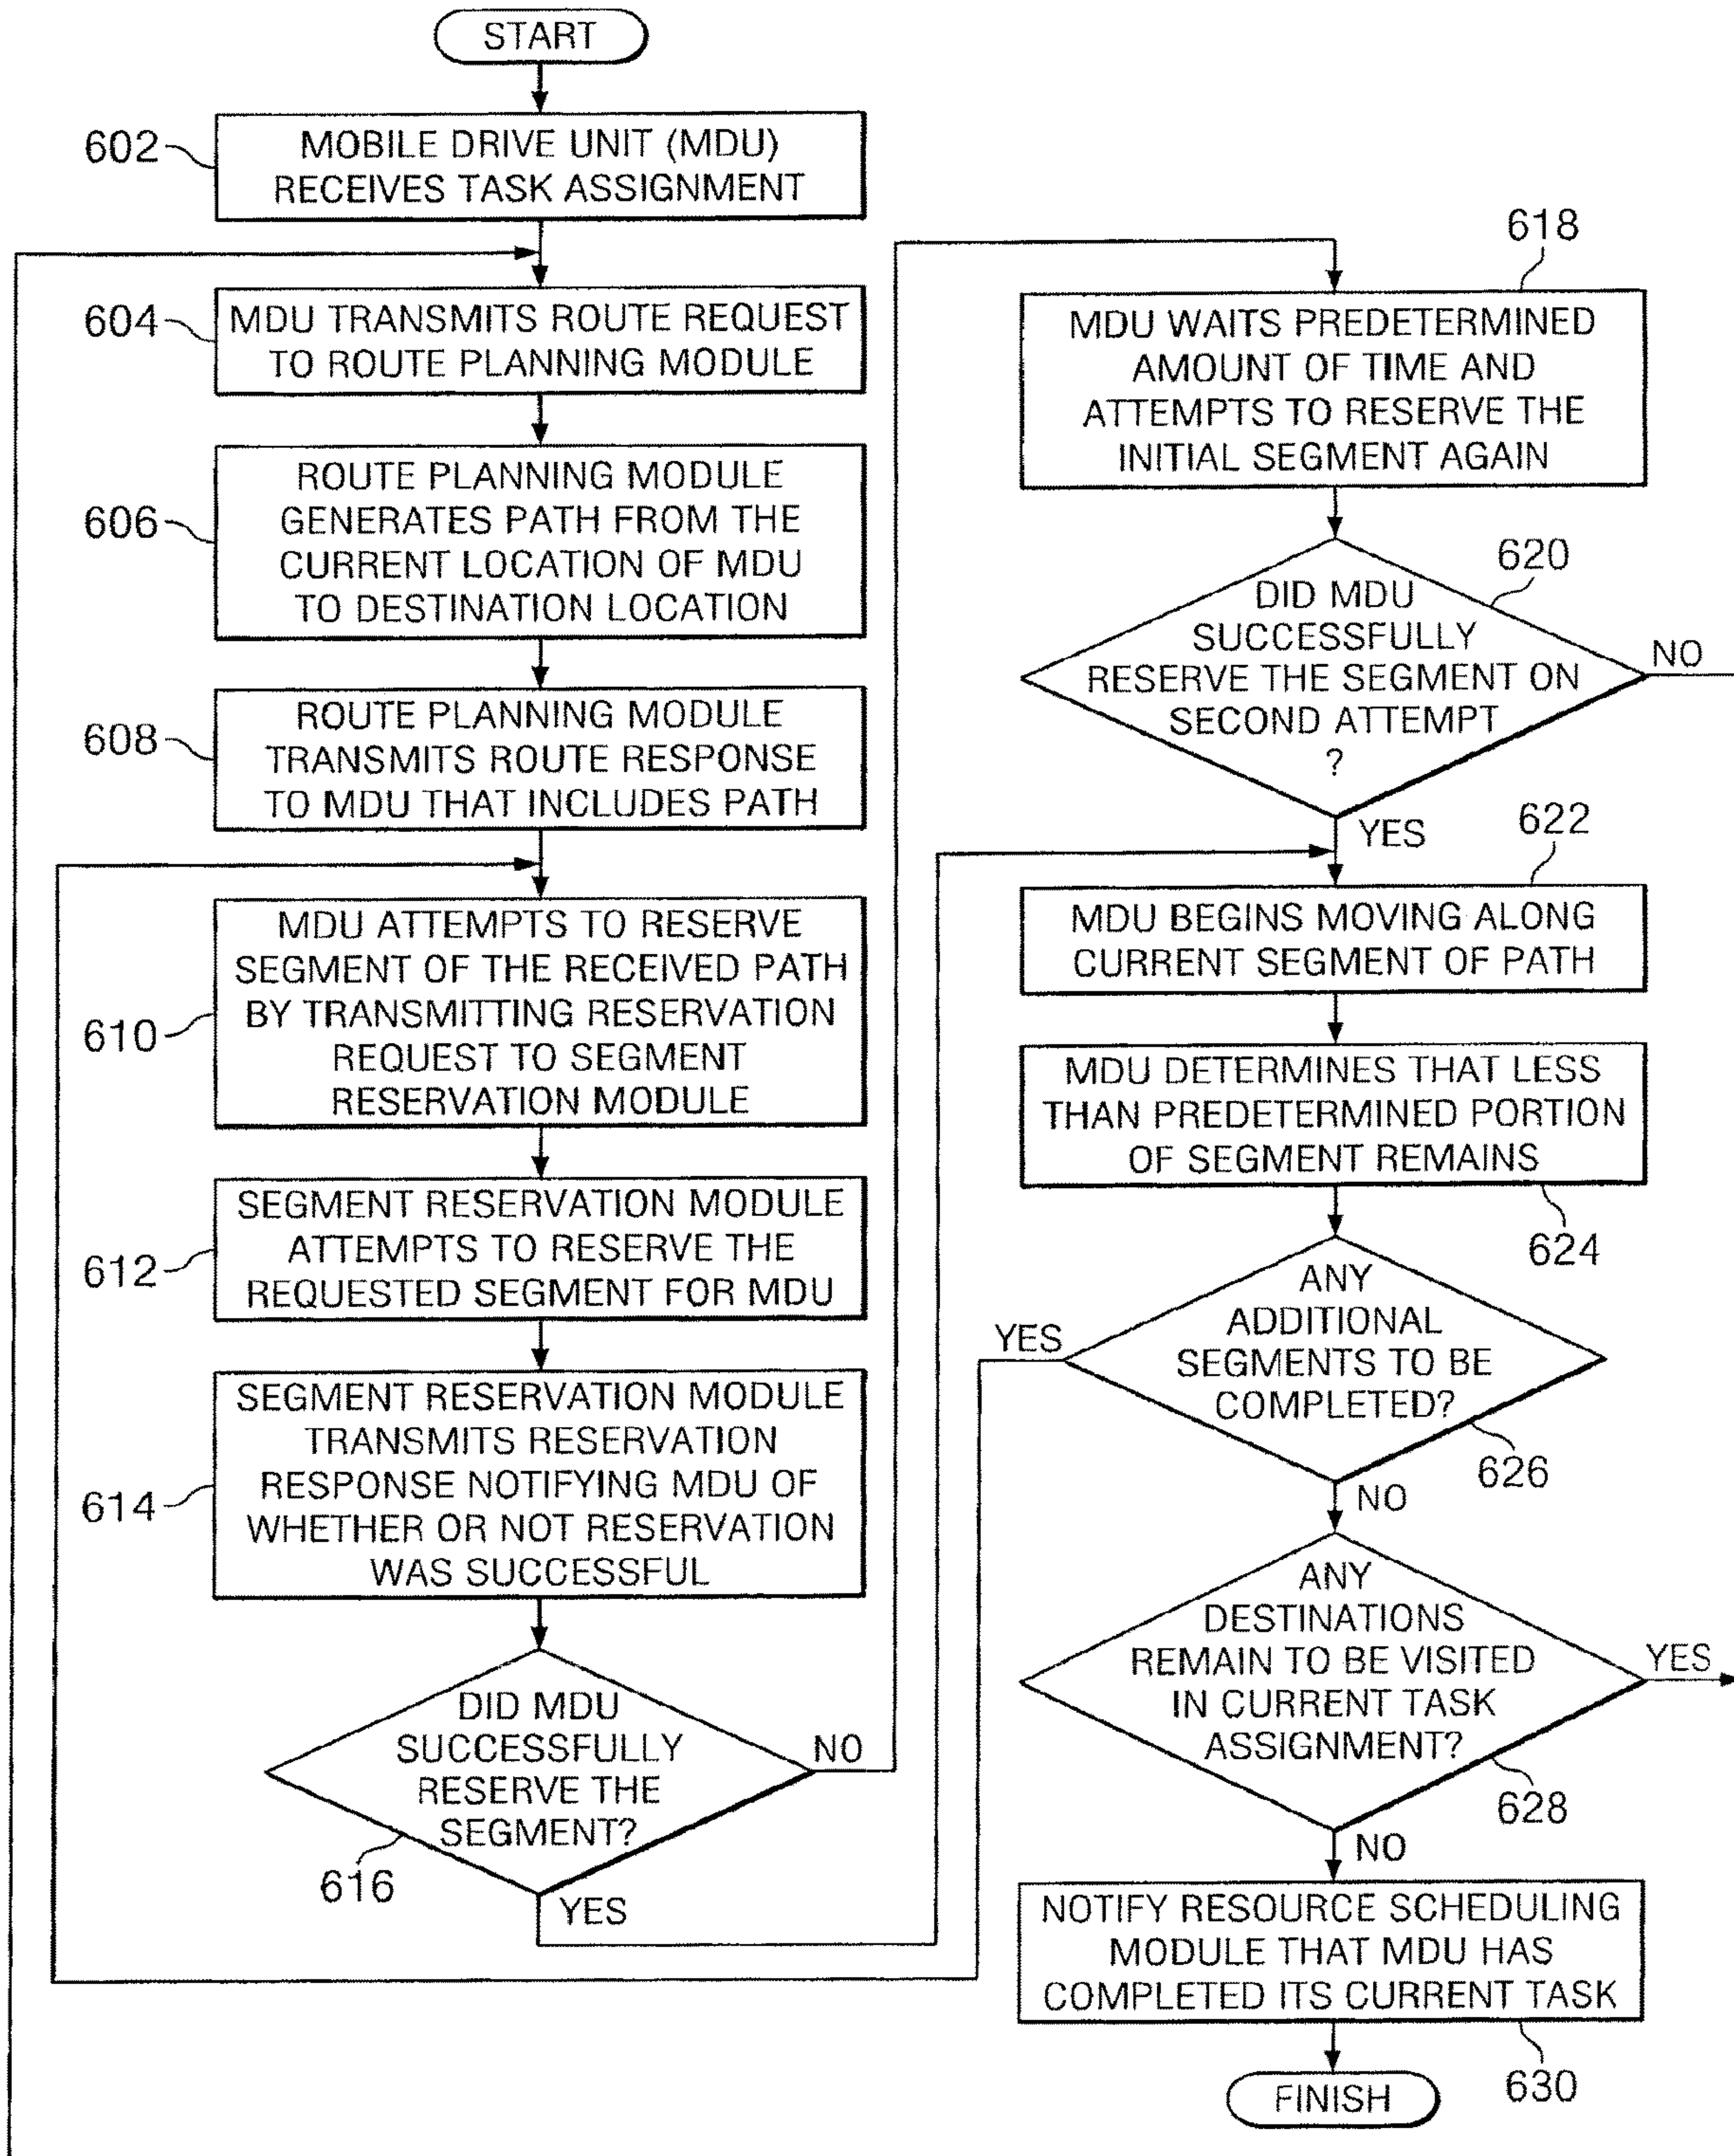 START
602
MOBILE DRIVE UNIT (MDU)
RECEIVES TASK ASSIGNMENT
604
MDU TRANSMITS ROUTE REQUEST
TO ROUTE PLANNING MODULE
606
ROUTE PLANNING MODULE
GENERATES PATH FROM THE
CURRENT LOCATION OF MDU
TO DESTINATION LOCATION
608
ROUTE PLANNING MODULE
TRANSMITS ROUTE RESPONSE
TO MDU THAT INCLUDES PATH
610
MDU ATTEMPTS TO RESERVE
SEGMENT OF THE RECEIVED PATH
BY TRANSMITTING RESERVATION
REQUEST TO SEGMENT
RESERVATION MODULE
612
SEGMENT RESERVATION MODULE
ATTEMPTS TO RESERVE THE
REQUESTED SEGMENT FOR MDU
614
SEGMENT RESERVATION MODULE
TRANSMITS RESERVATION
RESPONSE NOTIFYING MDU OF
WHETHER OR NOT RESERVATION
WAS SUCCESSFUL
DID MDU
SUCCESSFULLY
RESERVE THE
SEGMENT?
616
NO
YES
618
MDU WAITS PREDETERMINED
AMOUNT OF TIME AND
ATTEMPTS TO RESERVE THE
INITIAL SEGMENT AGAIN
620
DID MDU
SUCCESSFULLY
RESERVE THE SEGMENT ON
SECOND ATTEMPT
?
NO
YES
622
MDU BEGINS MOVING ALONG
CURRENT SEGMENT OF PATH
MDU DETERMINES THAT LESS
THAN PREDETERMINED PORTION
OF SEGMENT REMAINS
624
ANY
ADDITIONAL
SEGMENTS TO BE
COMPLETED?
YES
626
NO
ANY
DESTINATIONS
REMAIN TO BE VISITED
IN CURRENT TASK
ASSIGNMENT?
YES
628
NO
NOTIFY RESOURCE SCHEDULING
MODULE THAT MDU HAS
COMPLETED ITS CURRENT TASK
630
FINISH